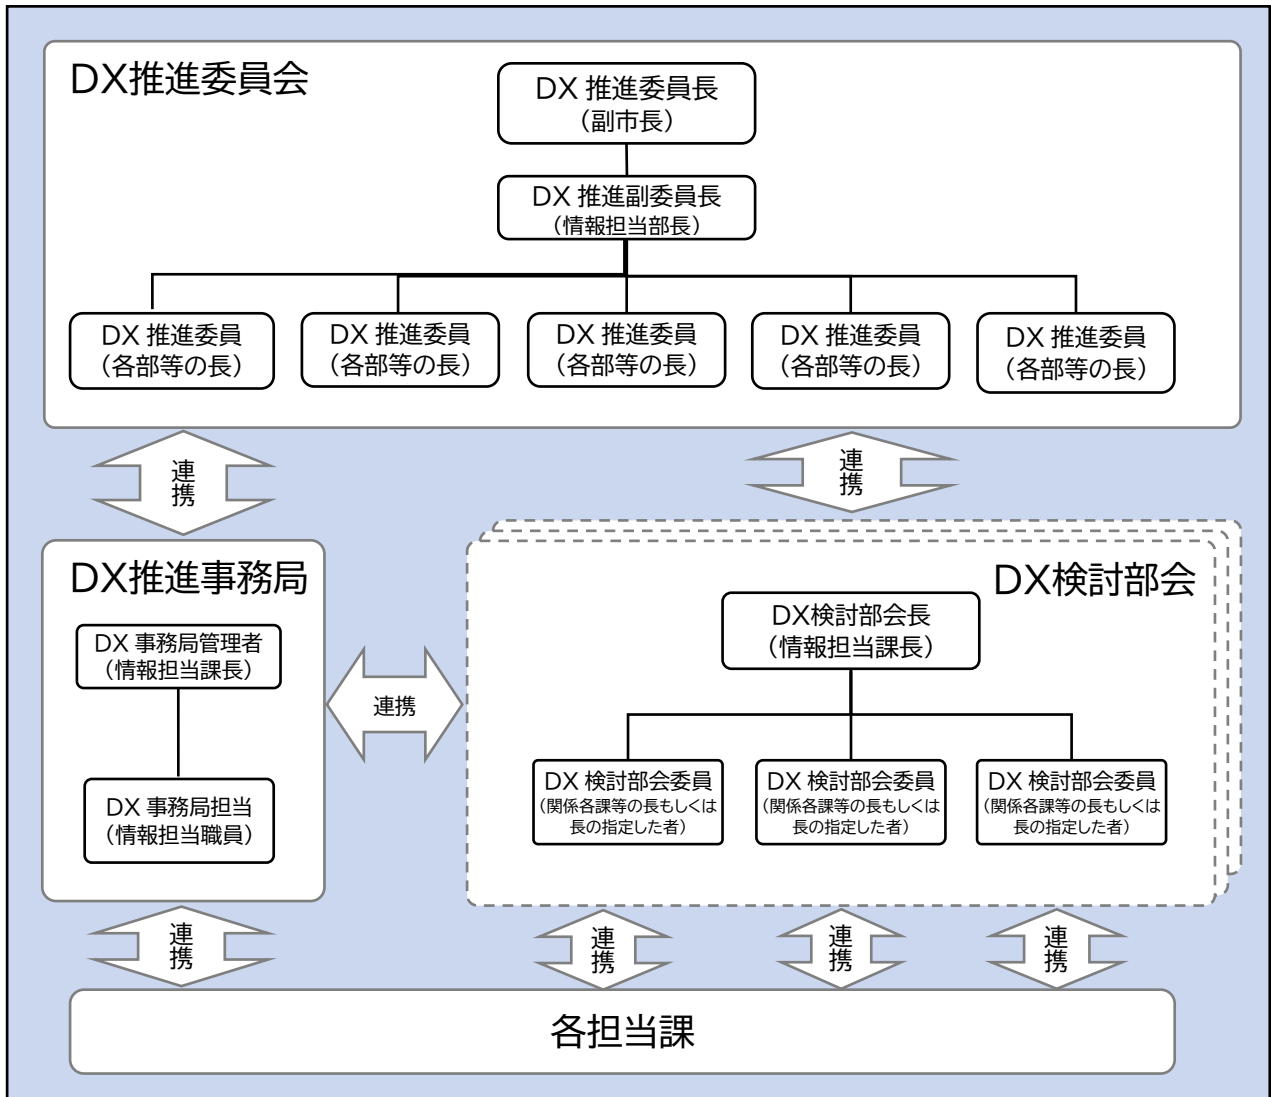 DX推進委員会
DX 推進委員長
（副市長）
DX 推進副委員長
（情報担当部長）
DX 推進委員
（各部等の長）
DX 推進委員
（各部等の長）
DX 推進委員
（各部等の長）
DX 推進委員
（各部等の長）
DX 推進委員
（各部等の長）
連携
連携
DX推進事務局
DX 事務局管理者
（情報担当課長）
DX 事務局担当
（情報担当職員）
連携
DX検討部会
DX検討部会長
（情報担当課長）
DX 検討部会委員
（関係各課等の長もしくは
長の指定した者）
DX 検討部会委員
（関係各課等の長もしくは
長の指定した者）
DX 検討部会委員
（関係各課等の長もしくは
長の指定した者）
連携
連携
連携
連携
各担当課